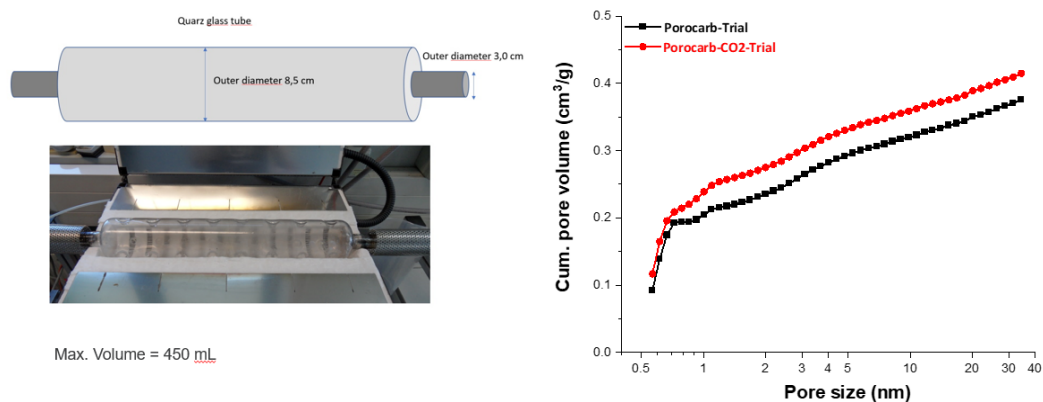 Quarz glass tube
Outer diameter 3,0 cm
Outer diameter 8,5 cm
Max. Volume = 450 mL
Porocarb-Trial
Porocarb-CO2-Trial
Cum. pore volume (cm³/g)
0.5
0.4
0.3
0.2
0.1
0.0
0.5 1 2 3 4 5 10 20 30 40
Pore size (nm)